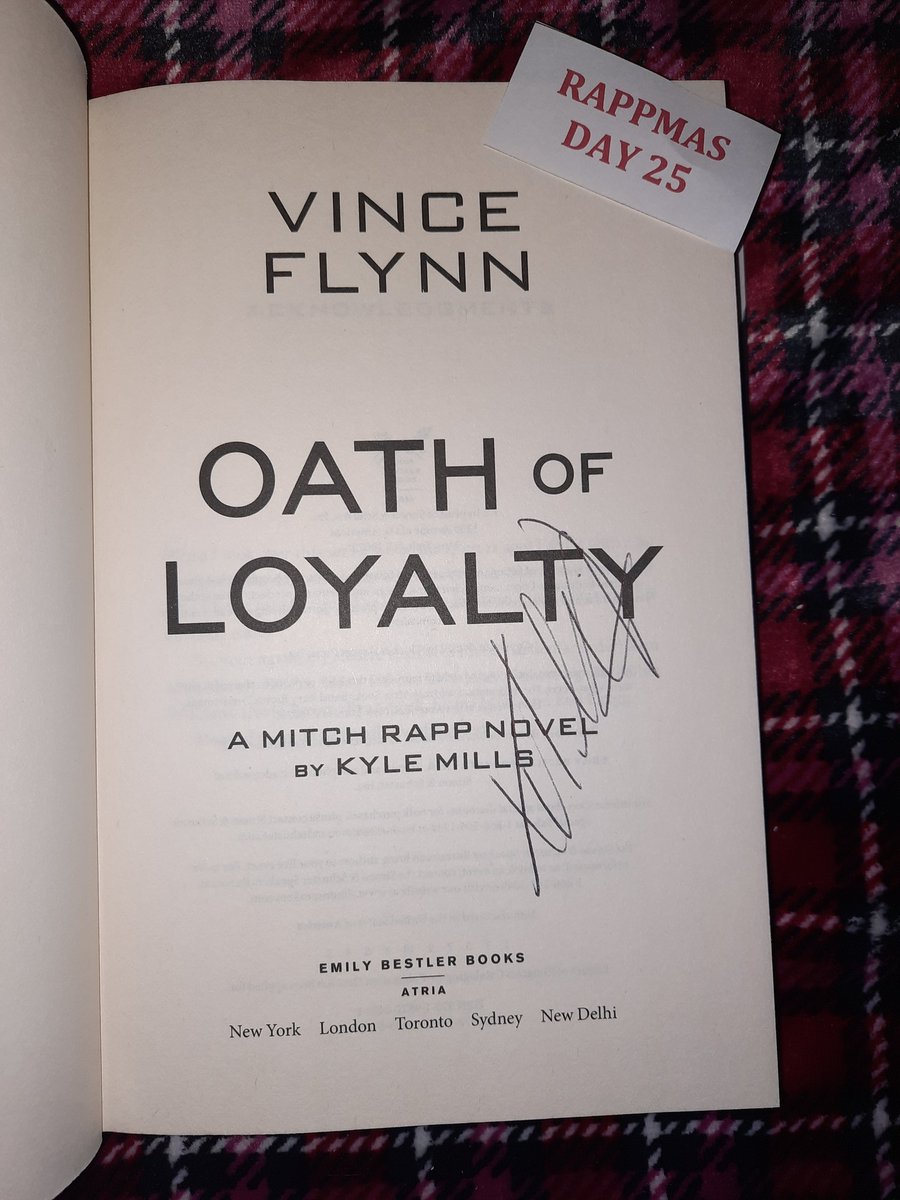 RAPPMAS
DAY 25
VINCE
FLYNN
OATH OF
LOYALTY
A MITCH RAPP NOVEL
BY KYLE MILLS
EMILY BESTLER BOOKS
ATRIA
New York London Toronto Sydney New Delhi